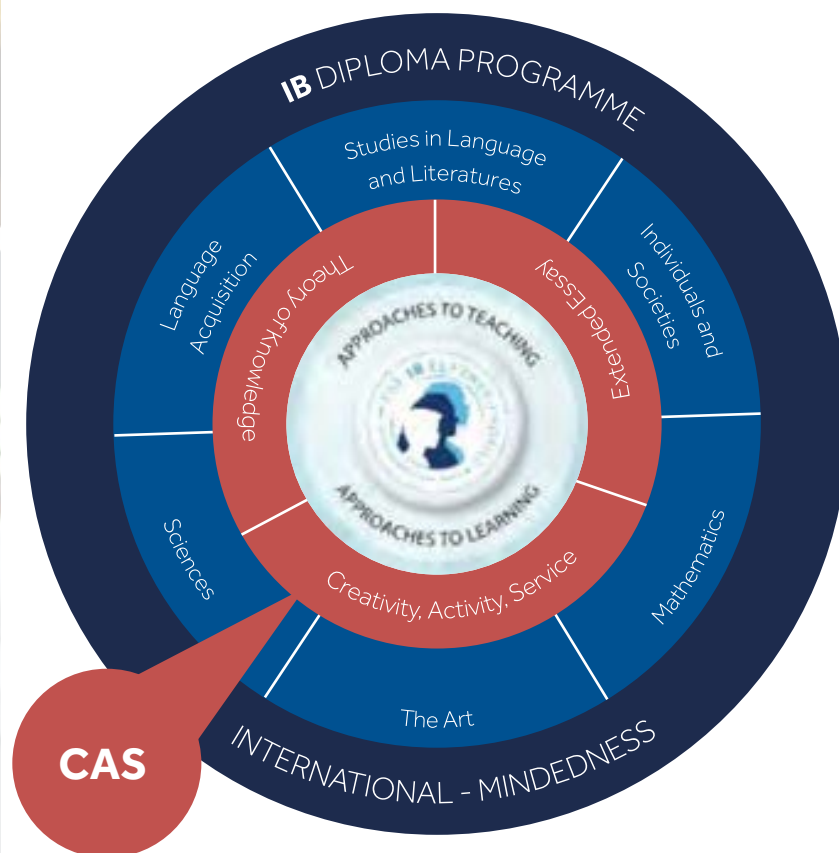 IB DIPLOMA PROGRAMME
Studies in Language
and Literatures
Individuals and
Societies
Mathematics
The Art
Sciences
Language
Acquisition
Theory of Knowledge
Extended Essay
Creativity, Activity, Service
APPROACHES TO TEACHING
APPROACHES TO LEARNING
CAS
INTERNATIONAL - MINDEDNESS